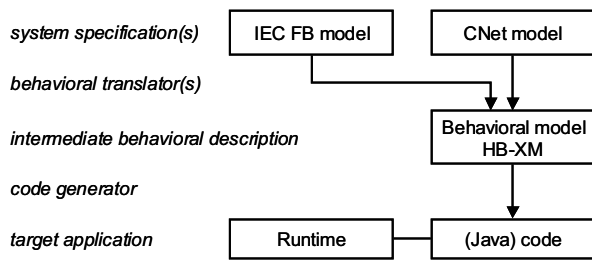 system specification(s)
IEC FB model
CNet model
behavioral translator(s)
intermediate behavioral description
Behavioral model
HB-XM
code generator
target application
Runtime
(Java) code